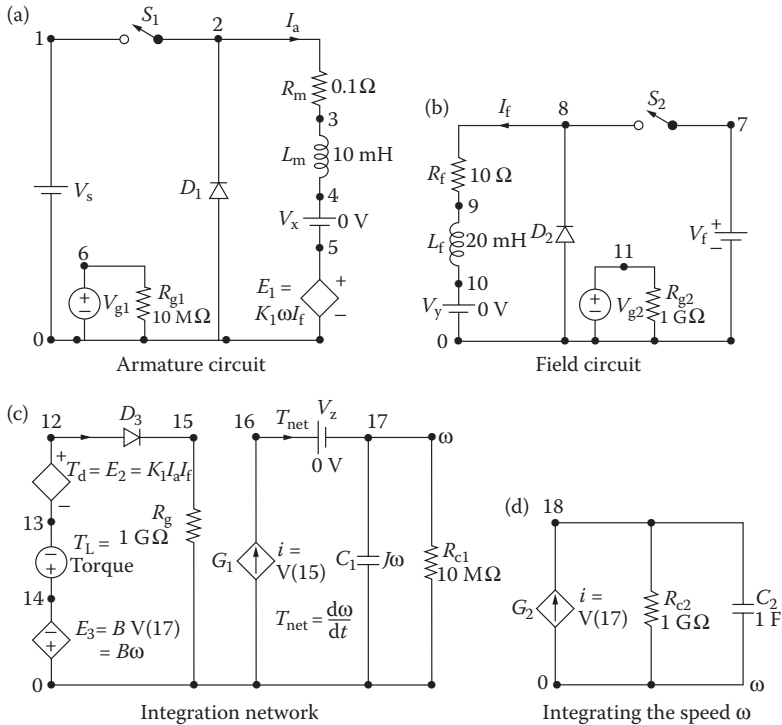 (a)
1
S1
2
Ia
Rm
0.1Ω
3
Lm
10 mH
4
Vx
0 V
5
E1 =
K1ωIf
+
−
Vs
D1
6
+
−
Vg1
Rg1
10 MΩ
0
Armature circuit
(b)
If
8
S2
7
Rf
10 Ω
9
Lf
20 mH
D2
10
Vy
0 V
11
+
−
Vg2
Rg2
1 GΩ
Vf
+
−
0
Field circuit
(c)
12
D3
15
+
Td = E2 = K1IaIf
−
13
−
+
TL =
Torque
Rg
1 GΩ
14
−
+
E3 = B V(17)
= Bω
0
16
Tnet
Vz
0 V
17
ω
G1
i =
V(15)
C1
Jω
Rc1
10 MΩ
Tnet = dω
dt
Integration network
(d)
18
G2
i =
V(17)
Rc2
1 GΩ
C2
1 F
0
ω
Integrating the speed ω